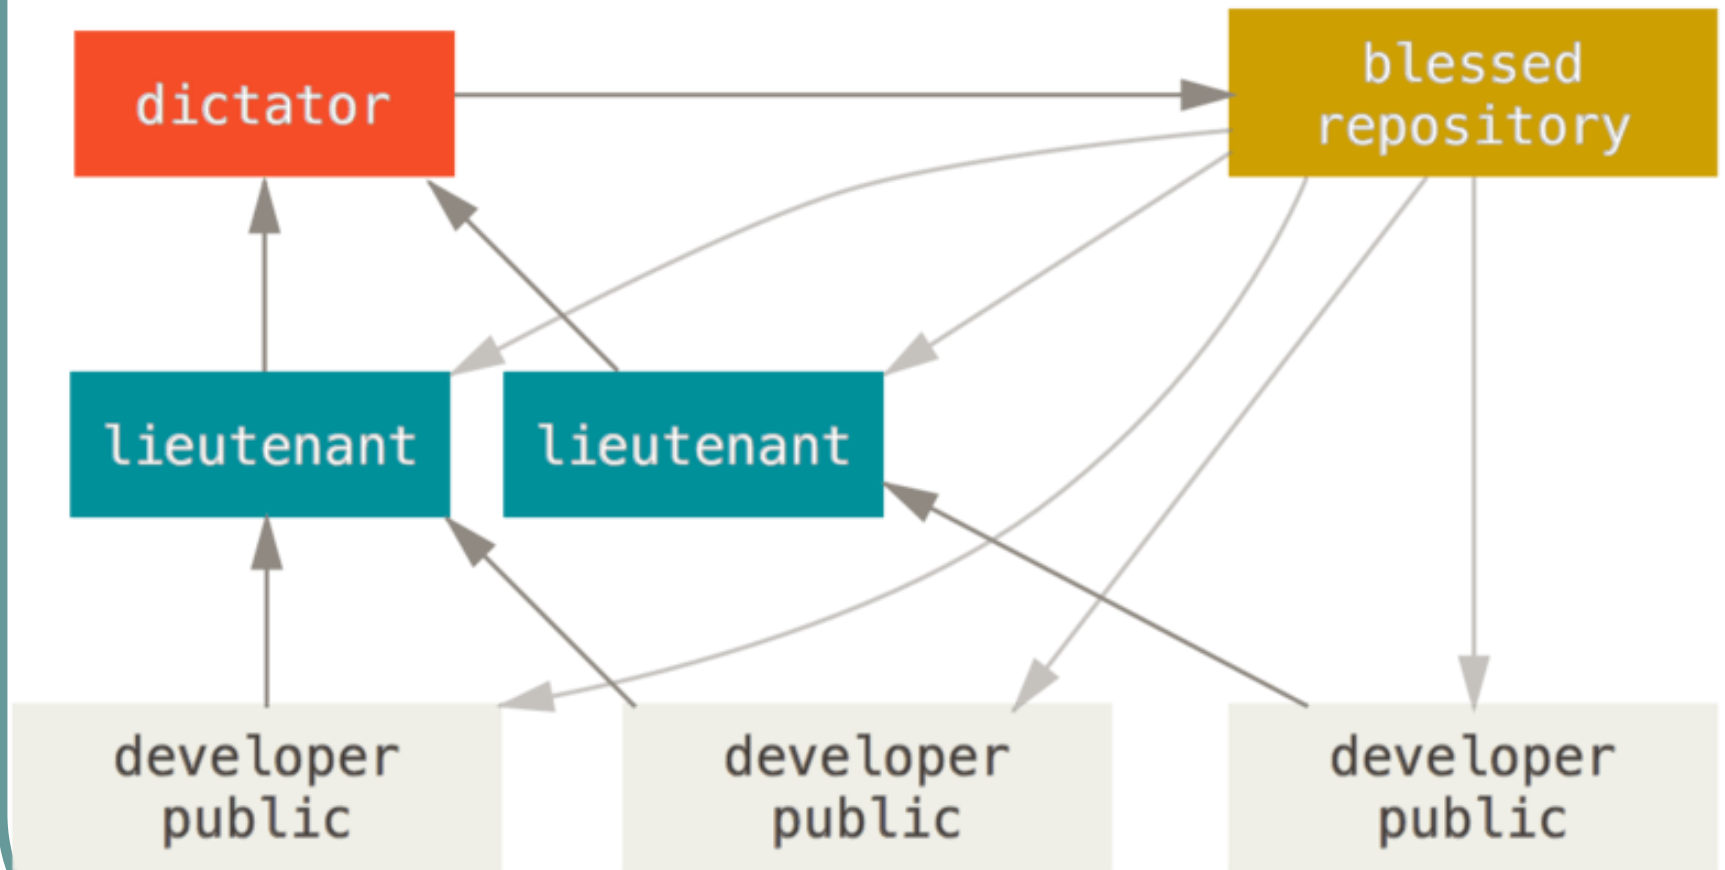 dictator
blessed
repository
lieutenant
lieutenant
developer
public
developer
public
developer
public